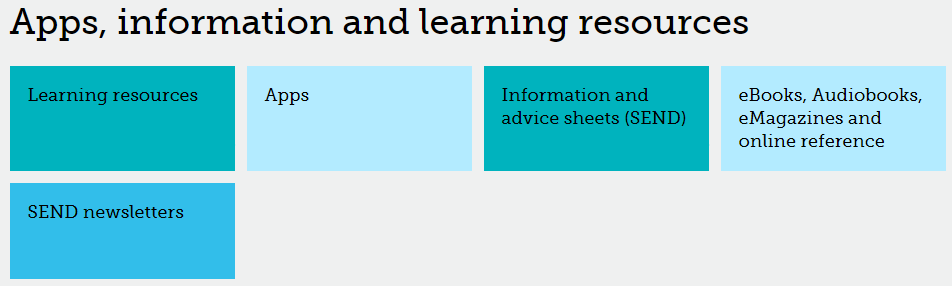 Apps, information and learning resources
Learning resources
Apps
Information and
advice sheets (SEND)
eBooks, Audiobooks,
eMagazines and
online reference
SEND newsletters